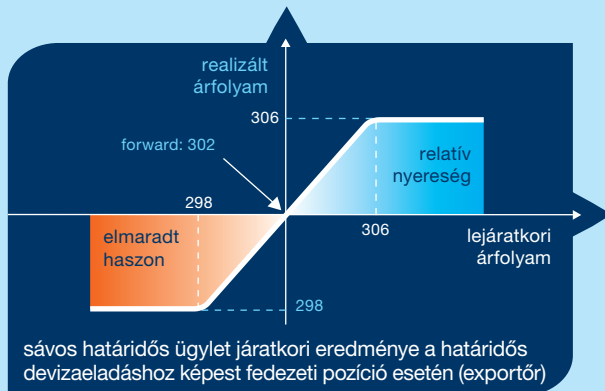 realizált
árfolyam
306
forward: 302
relatív
nyereség
298
elmaradt
haszon
306
lejáratkori
árfolyam
298
sávos határidős ügylet járatkori eredménye a határidős
devizaeladáshoz képest fedezeti pozíció esetén (exportőr)